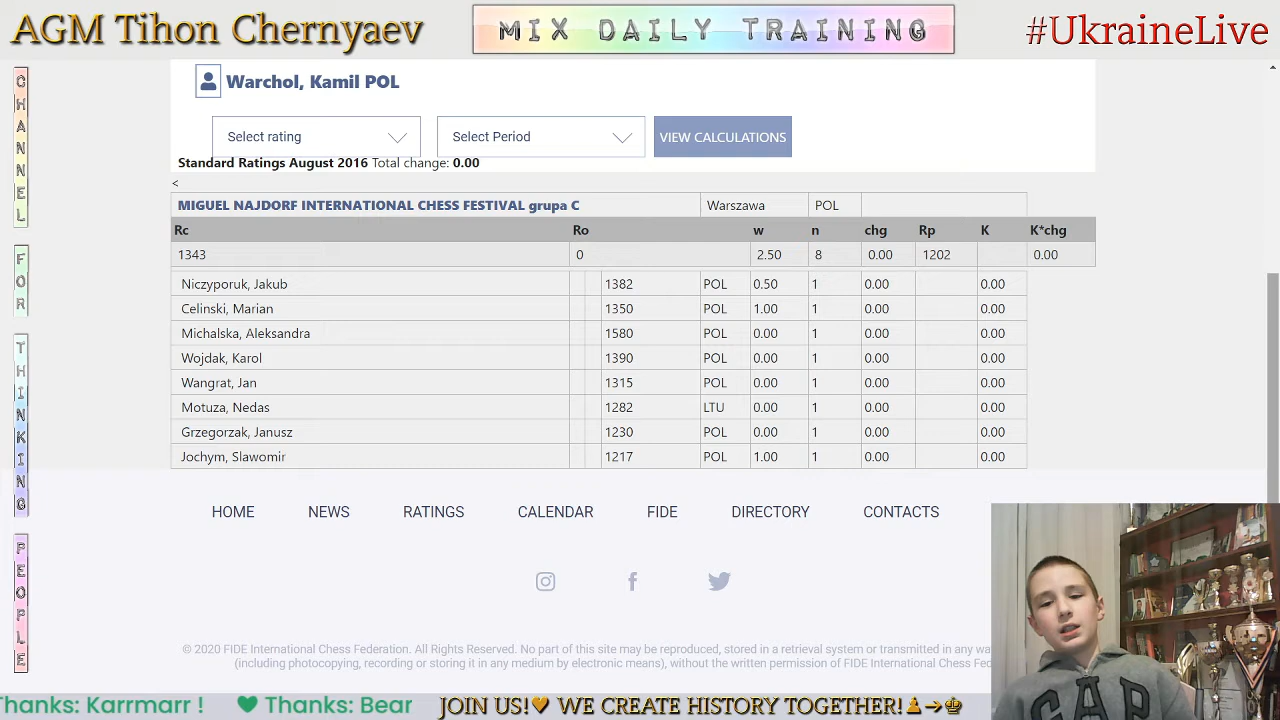 AGM Tihon Chernyaev
MIX DAILY TRAINING
#UkraineLive
CHANNEL
FOR
THINKING
PEOPLE
Warchol, Kamil POL
Select rating
Select Period
VIEW CALCULATIONS
Standard Ratings August 2016 Total change: 0.00
<
MIGUEL NAJDORF INTERNATIONAL CHESS FESTIVAL grupa C Warszawa POL
Rc Ro w n chg Rp K K*chg
1343 0 2.50 8 0.00 1202 0.00
Niczyporuk, Jakub 1382 POL 0.50 1 0.00 0.00
Celinski, Marian 1350 POL 1.00 1 0.00 0.00
Michalska, Aleksandra 1580 POL 0.00 1 0.00 0.00
Wojdak, Karol 1390 POL 0.00 1 0.00 0.00
Wangrat, Jan 1315 POL 0.00 1 0.00 0.00
Motuza, Nedas 1282 LTU 0.00 1 0.00 0.00
Grzegorzak, Janusz 1230 POL 0.00 1 0.00 0.00
Jochym, Slawomir 1217 POL 1.00 1 0.00 0.00
HOME NEWS RATINGS CALENDAR FIDE DIRECTORY CONTACTS
© 2020 FIDE International Chess Federation. All Rights Reserved. No part of this site may be reproduced, stored in a retrieval system or transmitted in any wa
(including photocopying, recording or storing it in any medium by electronic means), without the written permission of FIDE International Chess Fed
GAP
Thanks: Karrmarr ! 💚 Thanks: Bear
JOIN US!🧡 WE CREATE HISTORY TOGETHER!♟→♚